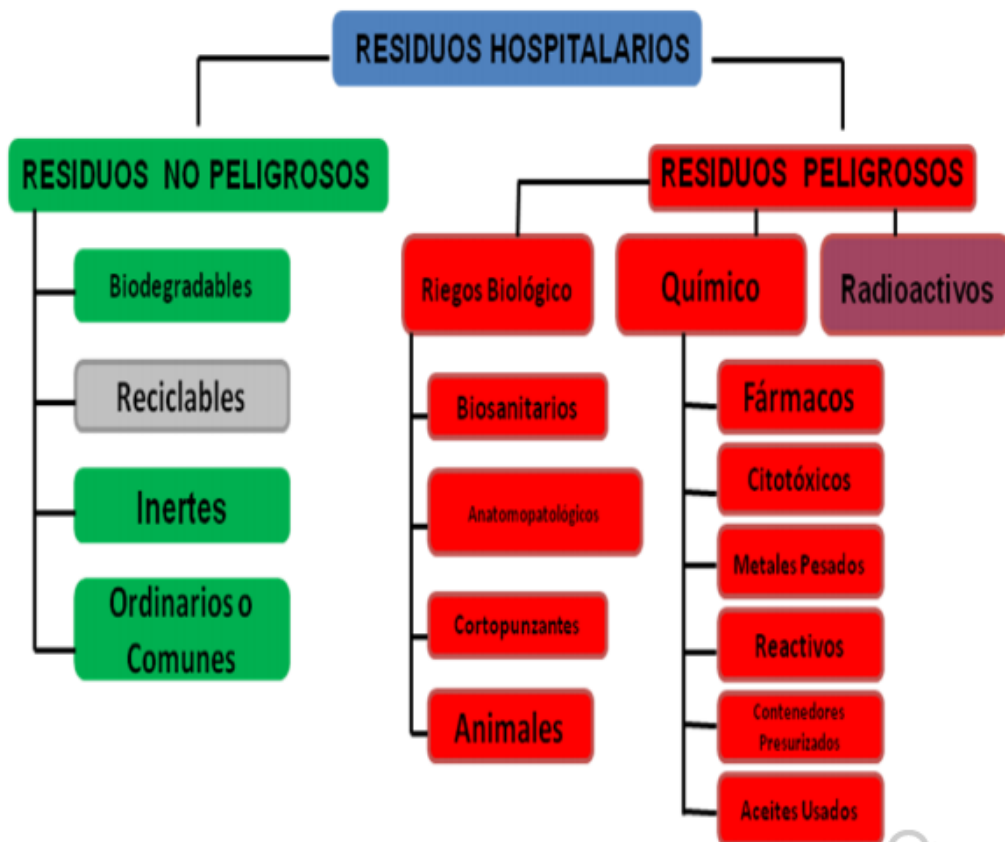 RESIDUOS HOSPITALARIOS
RESIDUOS NO PELIGROSOS
RESIDUOS PELIGROSOS
Biodegradables
Reciclables
Inertes
Ordinarios o
Comunes
Riegos Biológico
Químico
Radioactivos
Biosanitarios
Anatomopatológicos
Cortopunzantes
Animales
Fármacos
Citotóxicos
Metales Pesados
Reactivos
Contenedores
Presurizados
Aceites Usados